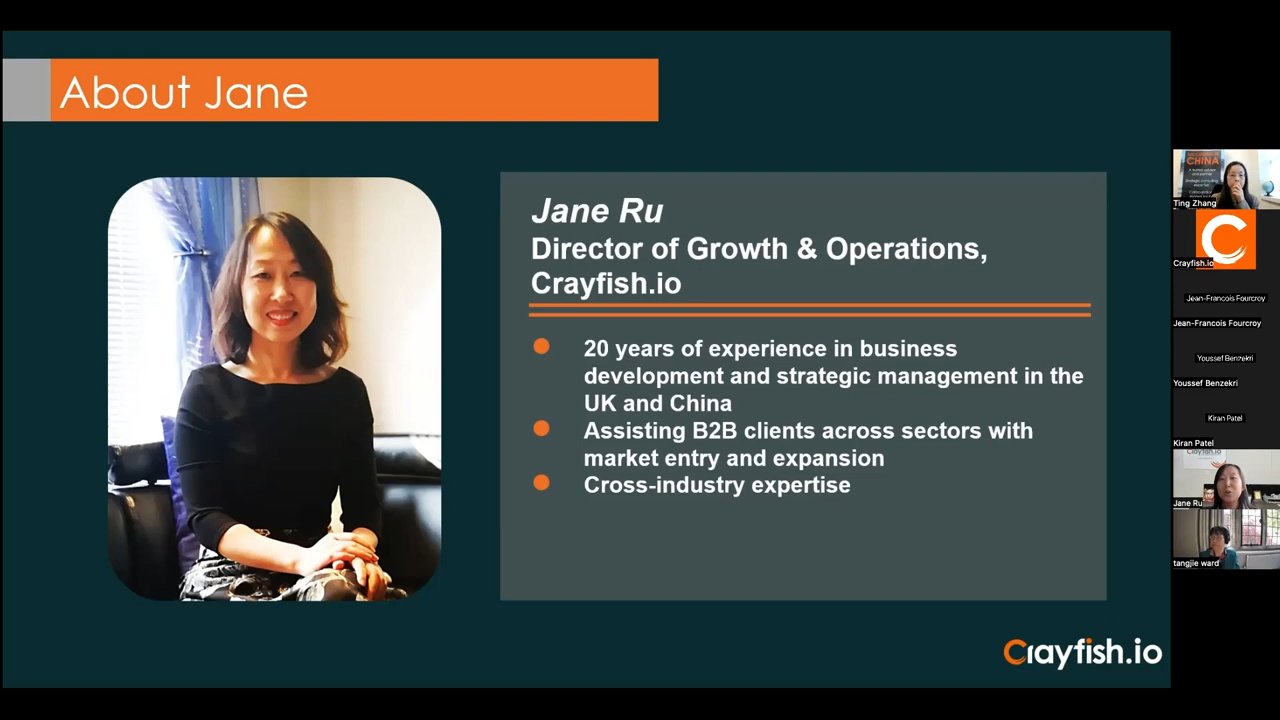 About Jane
Jane Ru
Director of Growth & Operations,
Crayfish.io
20 years of experience in business
development and strategic management in the
UK and China
Assisting B2B clients across sectors with
market entry and expansion
Cross-industry expertise
Crayfish.io
CHINA
Ting Zhang
Crayfish.io
Jean-Francois Fourcroy
Jean-Francois Fourcroy
Youssef Benzekri
Youssef Benzekri
Kiran Patel
Kiran Patel
Crayfish.io
Jane Ru
tangjie ward